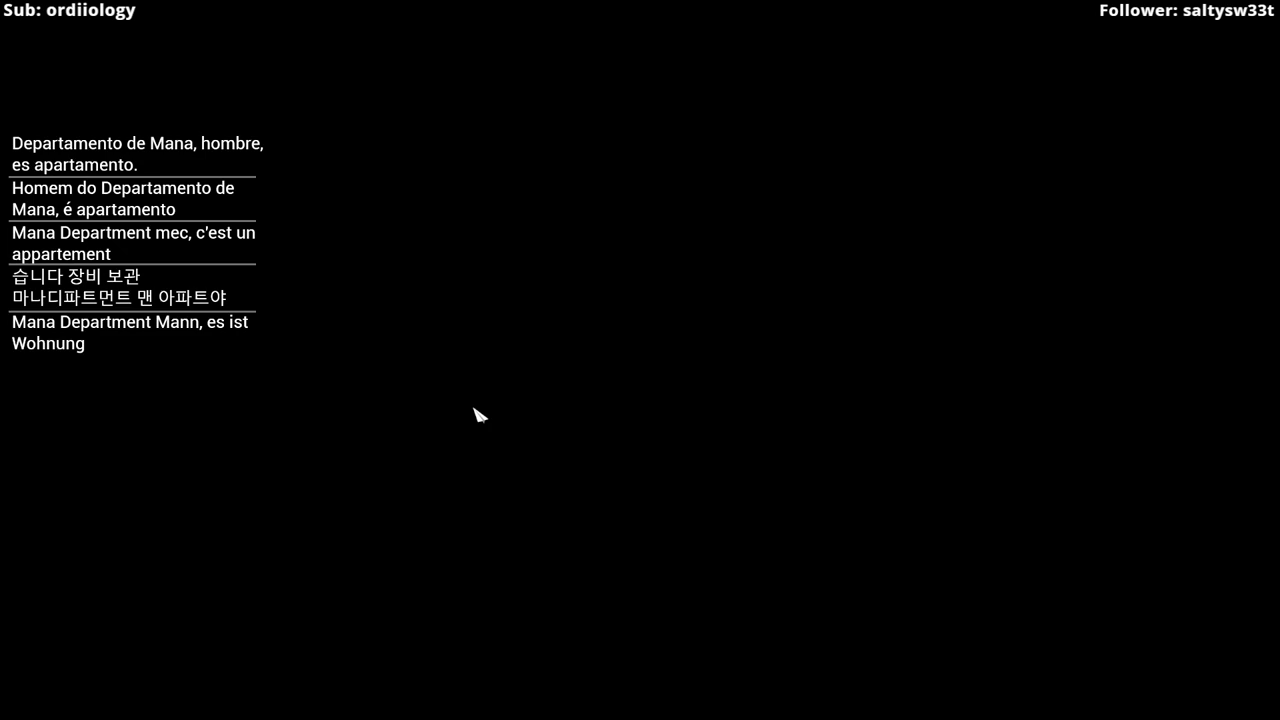 Sub: ordiiology
Follower: saltysw33t
Departamento de Mana, hombre,
es apartamento.
Homem do Departamento de
Mana, é apartamento
Mana Department mec, c'est un
appartement
습니다 장비 보관
마나디파트먼트 맨 아파트야
Mana Department Mann, es ist
Wohnung